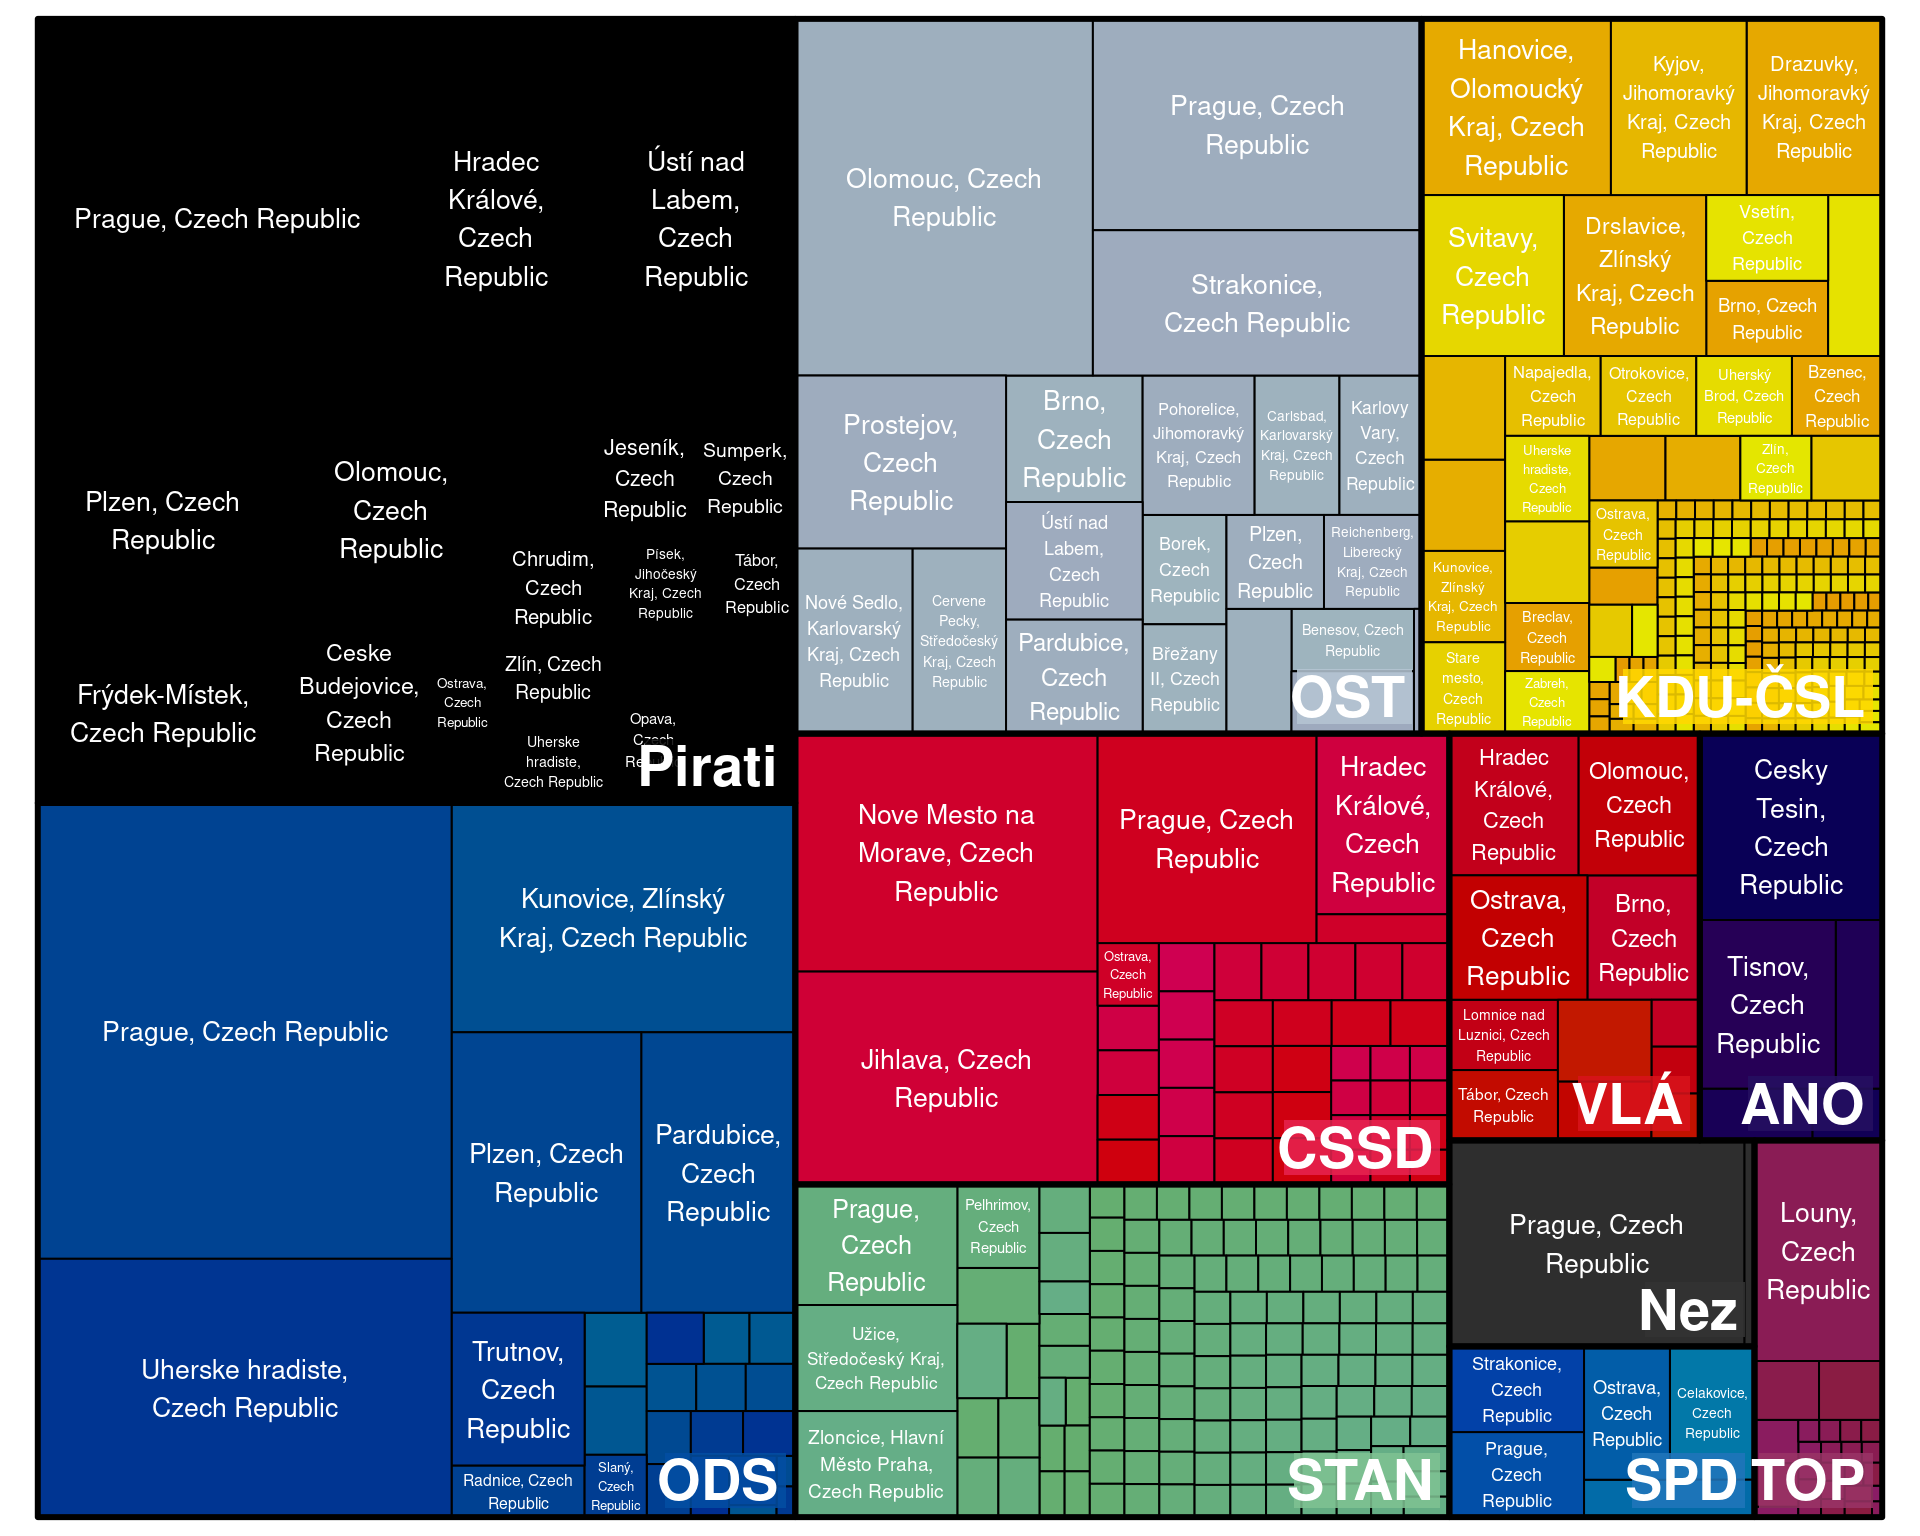 Prague, Czech Republic
Hradec
Králové,
Czech
Republic
Ústí nad
Labem,
Czech
Republic
Plzen, Czech
Republic
Olomouc,
Czech
Republic
Jeseník,
Czech
Republic
Sumperk,
Czech
Republic
Chrudim,
Czech
Republic
Písek,
Jihočeský
Kraj, Czech
Republic
Tábor,
Czech
Republic
Frýdek-Místek,
Czech Republic
Ceske
Budejovice,
Czech
Republic
Ostrava,
Czech
Republic
Zlín, Czech
Republic
Uherske
hradiste,
Czech Republic
Opava,
Czech
Pirati
Prague, Czech Republic
Kunovice, Zlínský
Kraj, Czech Republic
Plzen, Czech
Republic
Pardubice,
Czech
Republic
Uherske hradiste,
Czech Republic
Trutnov,
Czech
Republic
Radnice, Czech
Republic
Slaný,
Czech
Republic
ODS
Olomouc, Czech
Republic
Prague, Czech
Republic
Strakonice,
Czech Republic
Prostejov,
Czech
Republic
Brno,
Czech
Republic
Pohorelice,
Jihomoravký
Kraj, Czech
Republic
Carlsbad,
Karlovarský
Kraj, Czech
Republic
Karlovy
Vary,
Czech
Republic
Nové Sedlo,
Karlovarský
Kraj, Czech
Republic
Cervene
Pecky,
Středočeský
Kraj, Czech
Republic
Ústí nad
Labem,
Czech
Republic
Pardubice,
Czech
Republic
Borek,
Czech
Republic
Plzen,
Czech
Republic
Reichenberg,
Liberecký
Kraj, Czech
Republic
Břežany
II, Czech
Republic
Benesov, Czech
Republic
OST
Hanovice,
Olomoucký
Kraj, Czech
Republic
Kyjov,
Jihomoravký
Kraj, Czech
Republic
Drazuvky,
Jihomoravký
Kraj, Czech
Republic
Svitavy,
Czech
Republic
Drslavice,
Zlínský
Kraj, Czech
Republic
Vsetín,
Czech
Republic
Brno, Czech
Republic
Napajedla,
Czech
Republic
Otrokovice,
Czech
Republic
Uherský
Brod, Czech
Republic
Bzenec,
Czech
Republic
Uherske
hradiste,
Czech
Republic
Zlín,
Czech
Republic
Ostrava,
Czech
Republic
Kunovice,
Zlínský
Kraj, Czech
Republic
Breclav,
Czech
Republic
Stare
mesto,
Czech
Republic
Zabreh,
Czech
Republic
KDU-ČSL
Nove Mesto na
Morave, Czech
Republic
Prague, Czech
Republic
Hradec
Králové,
Czech
Republic
Jihlava, Czech
Republic
Ostrava,
Czech
Republic
CSSD
Hradec
Králové,
Czech
Republic
Olomouc,
Czech
Republic
Ostrava,
Czech
Republic
Brno,
Czech
Republic
Lomnice nad
Luznici, Czech
Republic
Tábor, Czech
Republic
VLÁ
Cesky
Tesin,
Czech
Republic
Tisnov,
Czech
Republic
ANO
Prague,
Czech
Republic
Pelhrimov,
Czech
Republic
Užice,
Středočeský Kraj,
Czech Republic
Zloncice, Hlavní
Město Praha,
Czech Republic
STAN
Prague, Czech
Republic
Nez
Louny,
Czech
Republic
TOP
Strakonice,
Czech
Republic
Prague,
Czech
Republic
Ostrava,
Czech
Republic
Celakovice,
Czech
Republic
SPD